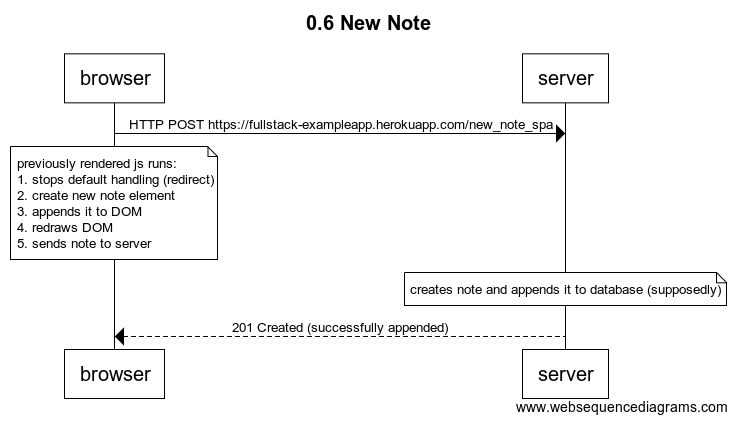 0.6 New Note
browser
server
HTTP POST https://fullstack-exampleapp.herokuapp.com/new_note_spa
previously rendered js runs:
1. stops default handling (redirect)
2. create new note element
3. appends it to DOM
4. redraws DOM
5. sends note to server
creates note and appends it to database (supposedly)
201 Created (successfully appended)
browser
server
www.websequencediagrams.com